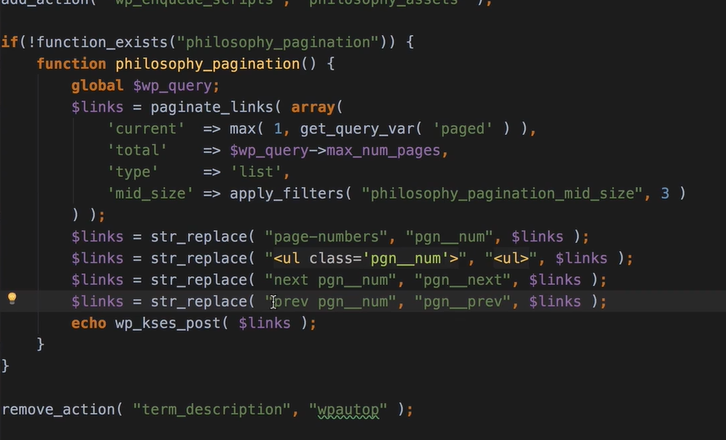 add_action( "wp_enqueue_scripts", "philosophy_assets" );
if(!function_exists("philosophy_pagination")) {
function philosophy_pagination() {
global $wp_query;
$links = paginate_links( array(
'current' => max( 1, get_query_var( 'paged' ) ),
'total' => $wp_query->max_num_pages,
'type' => 'list',
'mid_size' => apply_filters( "philosophy_pagination_mid_size", 3 )
) );
$links = str_replace( "page-numbers", "pgn__num", $links );
$links = str_replace( "<ul class='pgn__num'>", "<ul>", $links );
$links = str_replace( "next pgn__num", "pgn__next", $links );
$links = str_replace( "prev pgn__num", "pgn__prev", $links );
echo wp_kses_post( $links );
}
}
remove_action( "term_description", "wpautop" );